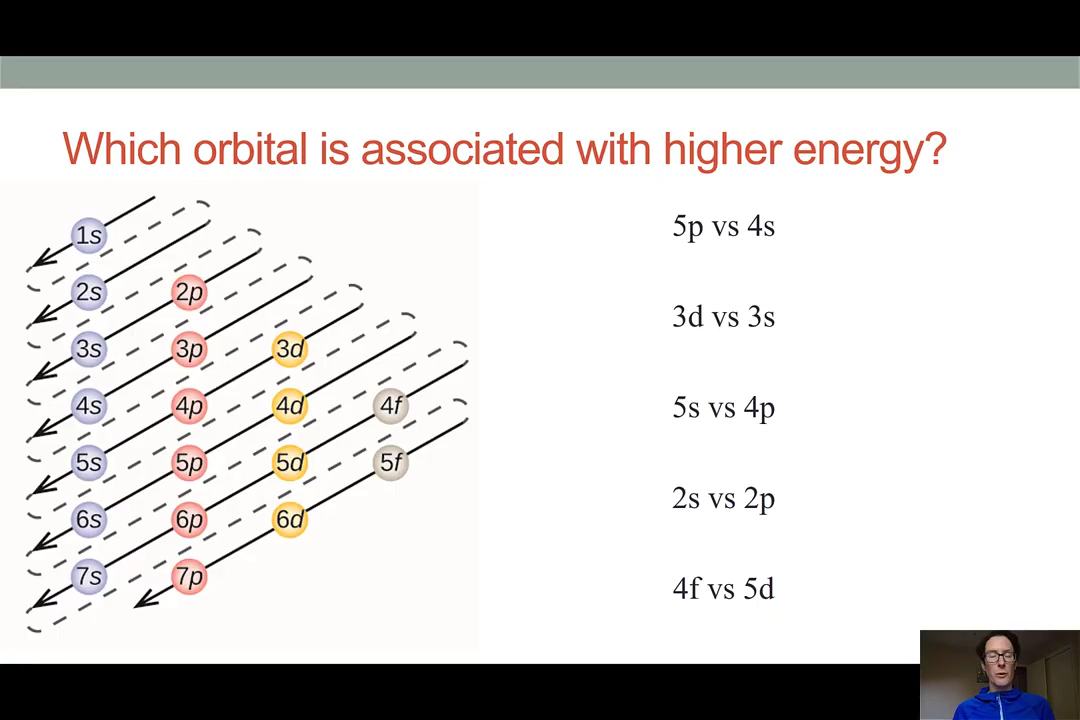 Which orbital is associated with higher energy?
1s
2s 2p
3s 3p 3d
4s 4p 4d 4f
5s 5p 5d 5f
6s 6p 6d
7s 7p
5p vs 4s
3d vs 3s
5s vs 4p
2s vs 2p
4f vs 5d